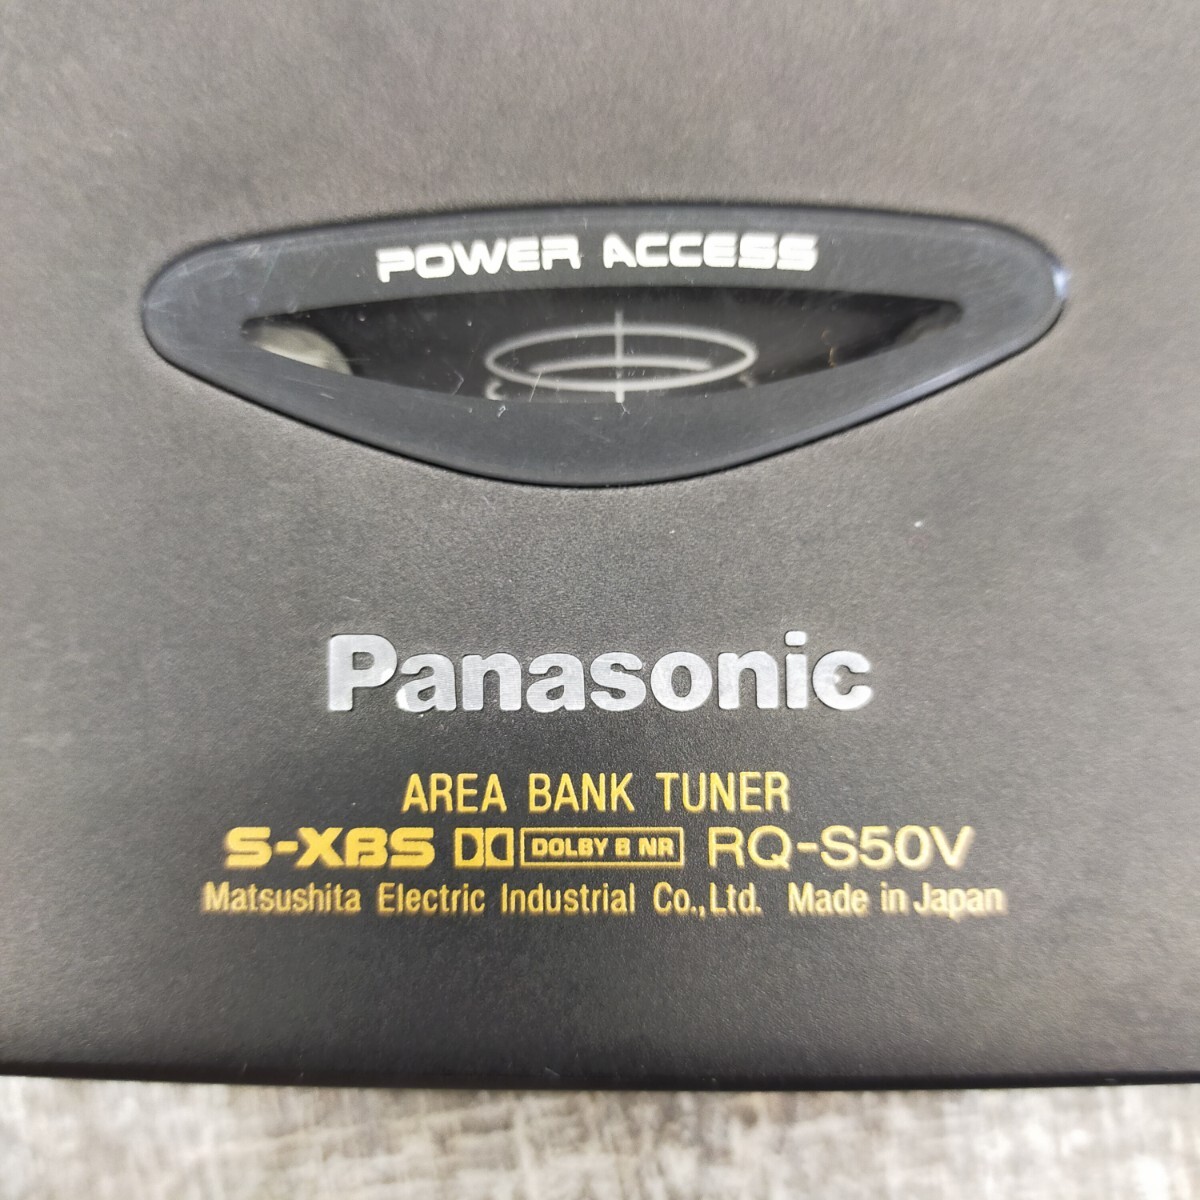 POWER ACCESS
Panasonic
AREA BANK TUNER
S-XBS DOLBY B NR RQ-S50V
Matsushita Electric Industrial Co.,Ltd. Made in Japan